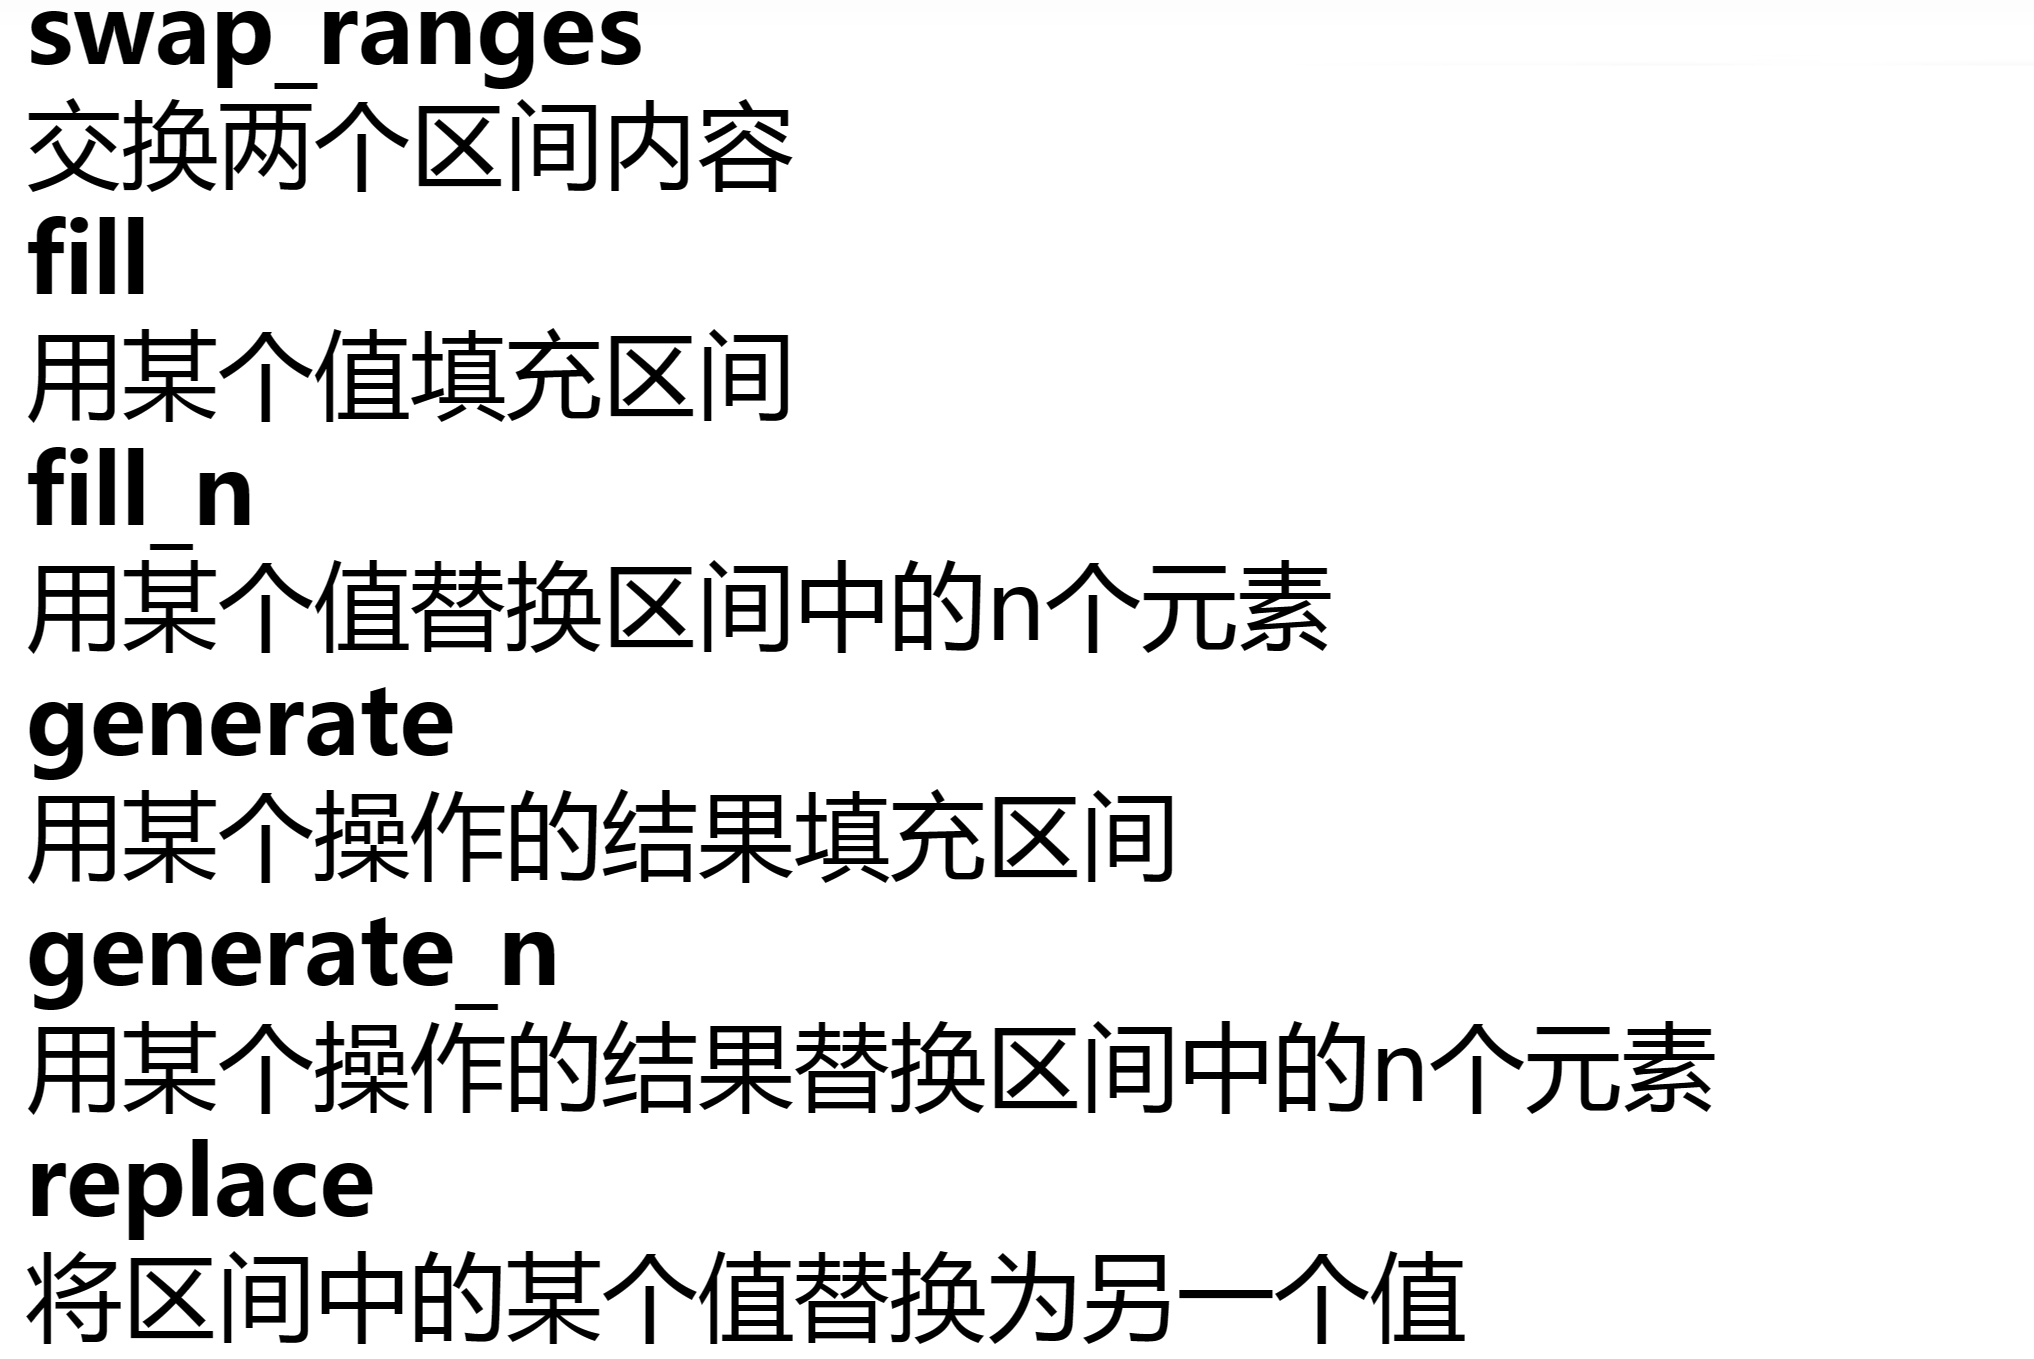 swap_ranges
交换两个区间内容
fill
用某个值填充区间
fill_n
用某个值替换区间中的n个元素
generate
用某个操作的结果填充区间
generate_n
用某个操作的结果替换区间中的n个元素
replace
将区间中的某个值替换为另一个值